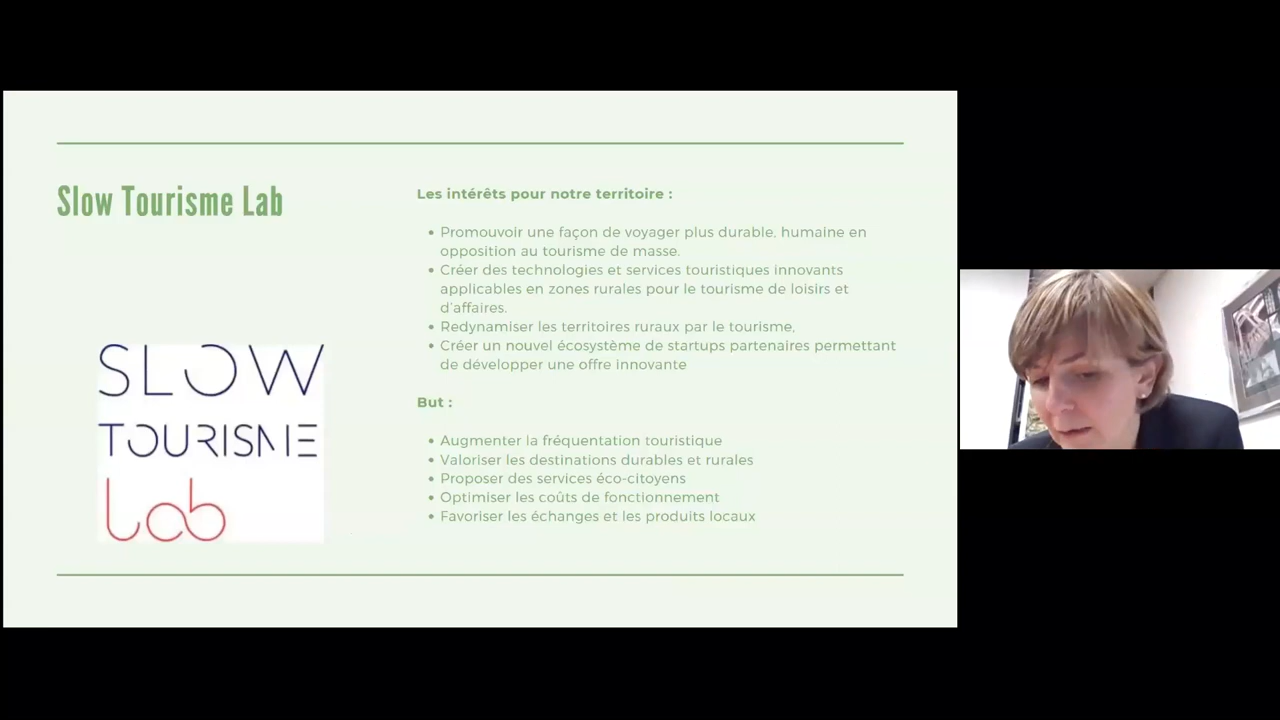 Slow Tourisme Lab
SLOW
TOURISME
Lab
Les intérêts pour notre territoire :
• Promouvoir une façon de voyager plus durable, humaine en
opposition au tourisme de masse.
• Créer des technologies et services touristiques innovants
applicables en zones rurales pour le tourisme de loisirs et
d'affaires.
• Redynamiser les territoires ruraux par le tourisme,
• Créer un nouvel écosystème de startups partenaires permettant
de développer une offre innovante
But :
• Augmenter la fréquentation touristique
• Valoriser les destinations durables et rurales
• Proposer des services éco-citoyens
• Optimiser les coûts de fonctionnement
• Favoriser les échanges et les produits locaux